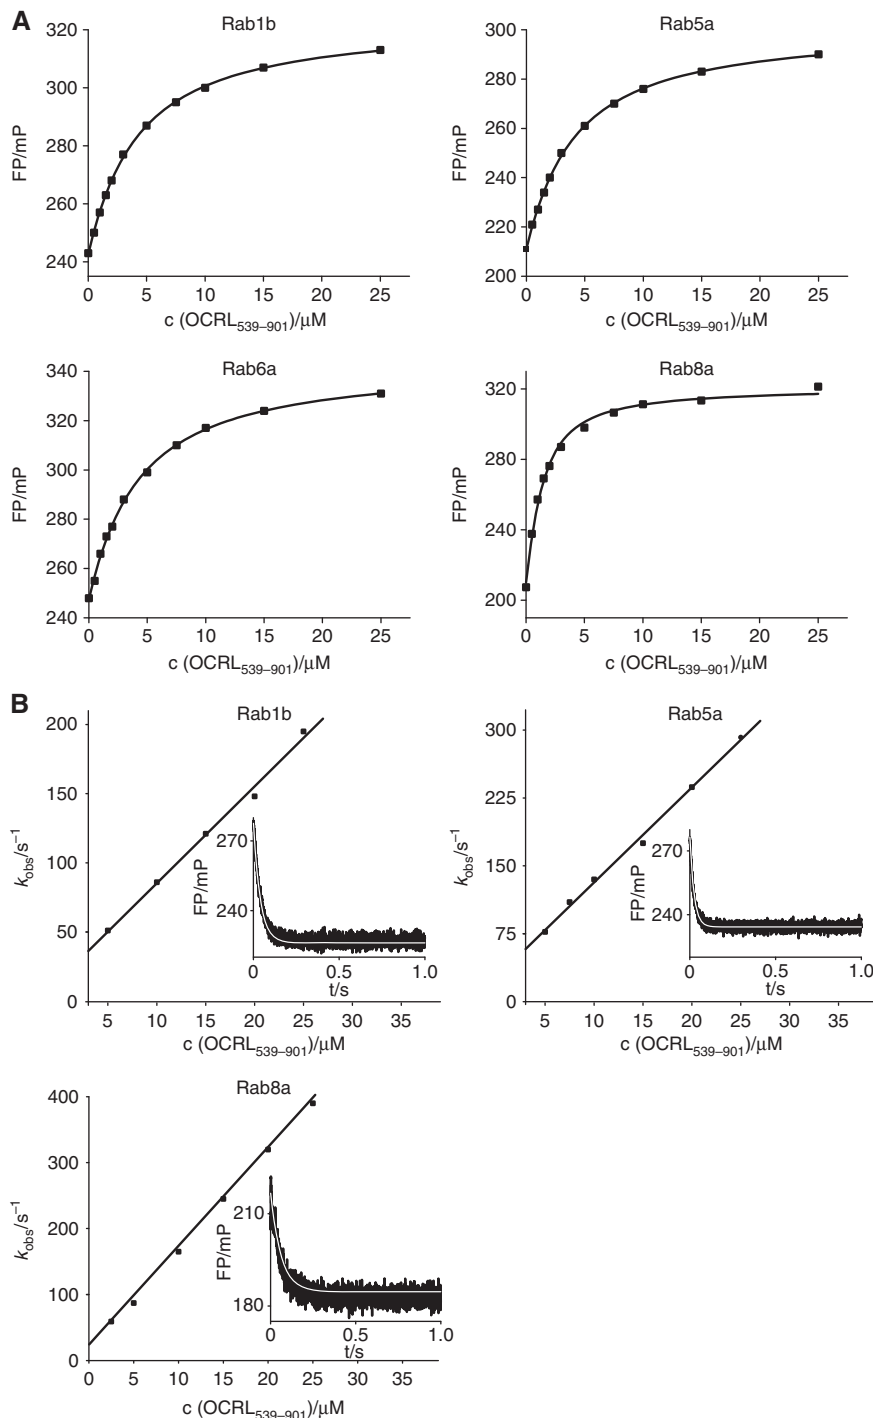 A
Rab1b
FP/mP
320
300
280
260
240
0 5 10 15 20 25
c (OCRL539–901)/μM
Rab5a
FP/mP
300
280
260
240
220
200
0 5 10 15 20 25
c (OCRL539–901)/μM
Rab6a
FP/mP
340
320
300
280
260
240
0 5 10 15 20 25
c (OCRL539–901)/μM
Rab8a
FP/mP
320
280
240
200
0 5 10 15 20 25
c (OCRL539–901)/μM
B
Rab1b
kobs/s−1
200
150
100
50
0
5 10 15 20 25 30 35
c (OCRL539–901)/μM
FP/mP
270
240
0 0.5 1.0
t/s
Rab5a
kobs/s−1
300
225
150
75
0
5 10 15 20 25 30 35
c (OCRL539–901)/μM
FP/mP
270
240
0 0.5 1.0
t/s
Rab8a
kobs/s−1
400
300
200
100
0
0 5 10 15 20 25 30 35
c (OCRL539–901)/μM
FP/mP
210
180
0 0.5 1.0
t/s